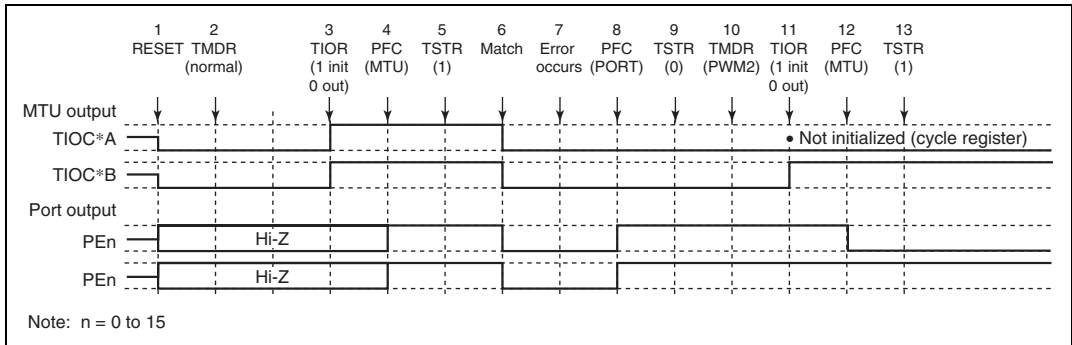 1 2 3 4 5 6 7 8 9 10 11 12 13
RESET TMDR TIOR PFC TSTR Match Error PFC TSTR TMDR TIOR PFC TSTR
(normal) (1 init (MTU) (1) occurs (PORT) (0) (PWM2) (1 init (MTU) (1)
0 out) 0 out)
MTU output
TIOC*A • Not initialized (cycle register)
TIOC*B
Port output
PEn Hi-Z
PEn Hi-Z
Note: n = 0 to 15